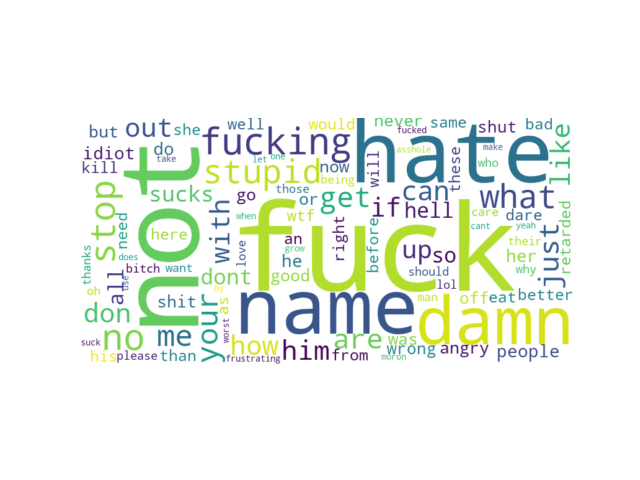 but out she well would never same shut bad
idiot do take fucking hate fucked asshole make who like
kill not stupid let one being now will these
stop sucks go those or get can what
need here with when wtf if hell care dare just retarded
thanks does all bitch want love fuck an he right before up so cant yeah their her why
use dont good grow should lol
oh don shit your as ty name man off eat better
no me how him are was damn
suck his please than worst frustrating from moron wrong angry people